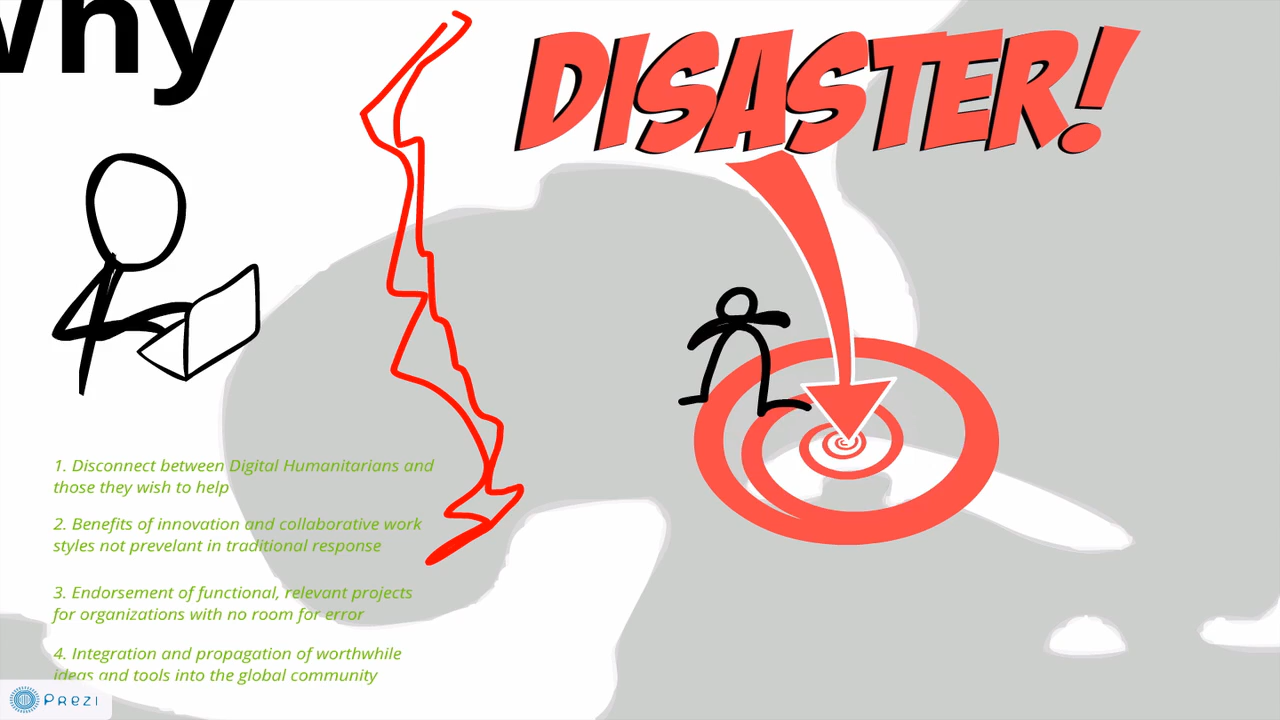 Why
DISASTER!
1. Disconnect between Digital Humanitarians and
those they wish to help
2. Benefits of innovation and collaborative work
styles not prevelant in traditional response
3. Endorsement of functional, relevant projects
for organizations with no room for error
4. Integration and propagation of worthwhile
ideas and tools into the global community
Prezi